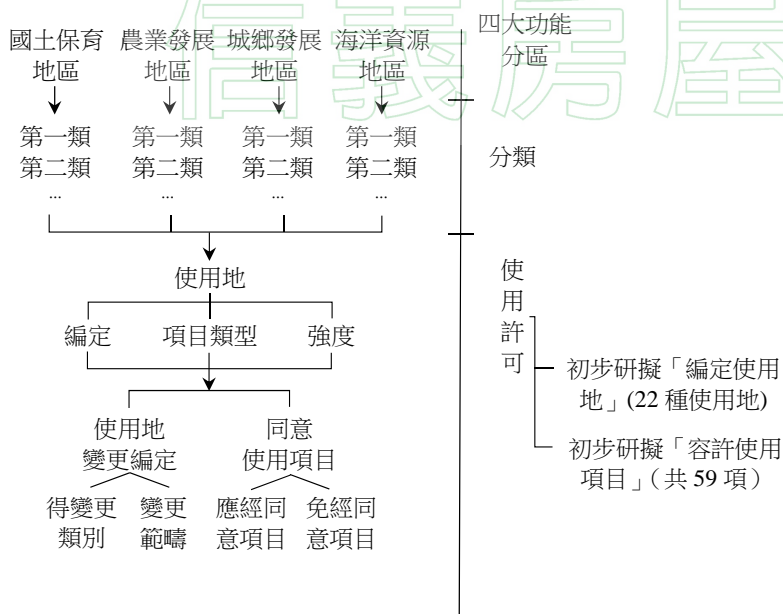 信義房屋
國土保育 農業發展 城鄉發展 海洋資源
地區 地區 地區 地區
四大功能
分區
第一類 第一類 第一類 第一類
第二類 第二類 第二類 第二類
... ... ... ...
分類
使用地
編定 項目類型 強度
使用地
變更編定
同意
使用項目
得變更
類別
變更
範疇
應經同
意項目
免經同
意項目
使
用
許
可
初步研擬「編定使用
地」(22 種使用地)
初步研擬「容許使用
項目」（共 59 項）